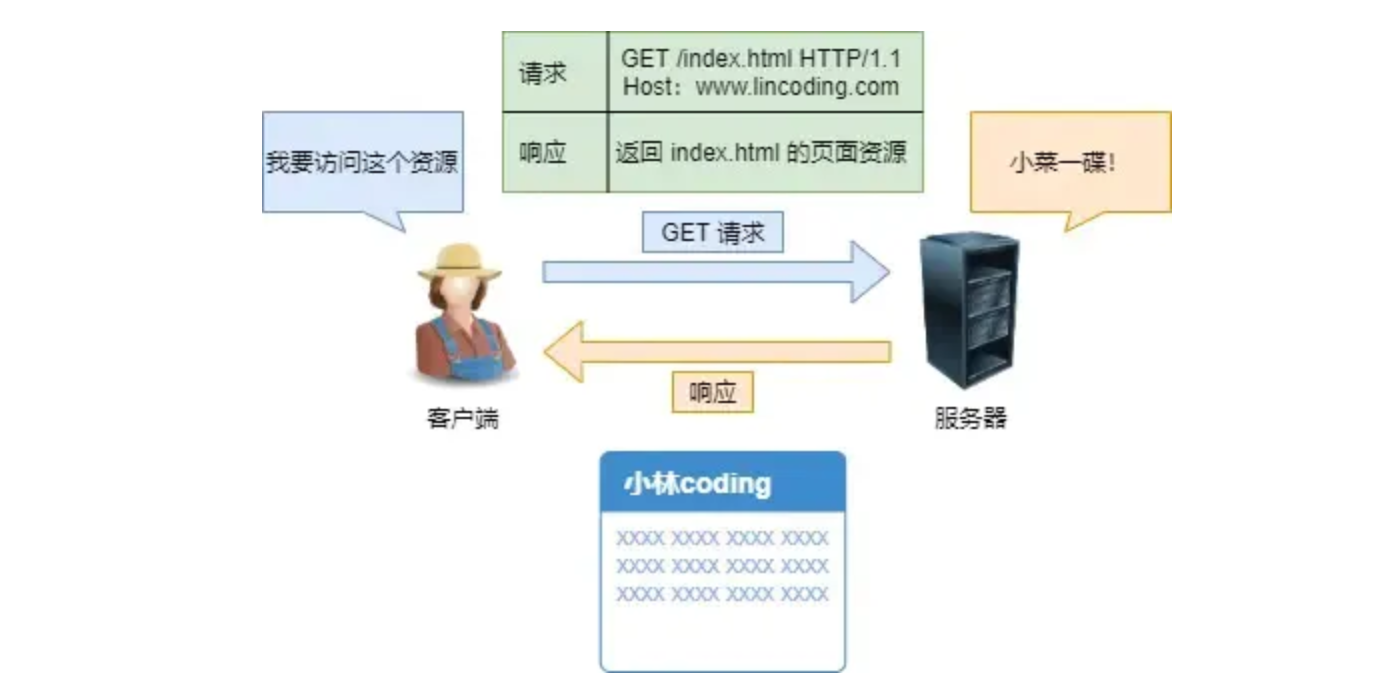 请求
GET /index.html HTTP/1.1
Host：www.lincoding.com
响应
返回 index.html 的页面资源
我要访问这个资源
小菜一碟！
GET 请求
响应
客户端
服务器
小林coding
XXXX XXXX XXXX XXXX
XXXX XXXX XXXX XXXX
XXXX XXXX XXXX XXXX